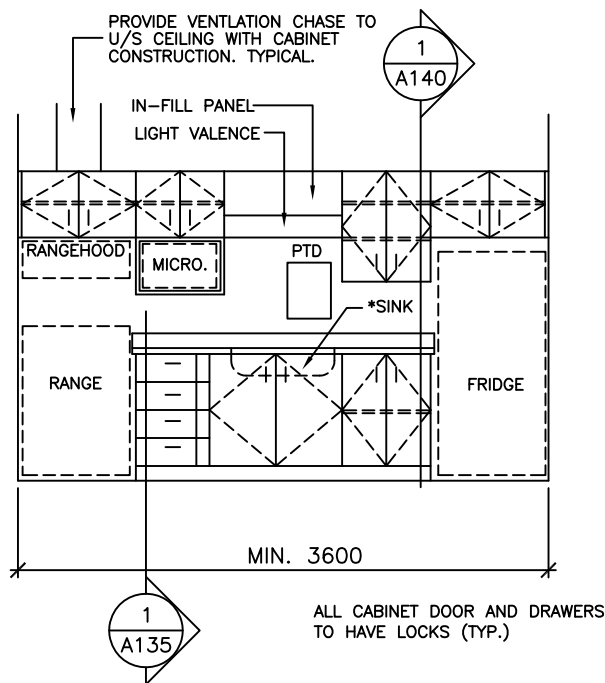 PROVIDE VENTLATION CHASE TO
U/S CEILING WITH CABINET
CONSTRUCTION. TYPICAL.
1
A140
IN-FILL PANEL
LIGHT VALENCE
RANGEHOOD
MICRO.
PTD
*SINK
RANGE
FRIDGE
MIN. 3600
1
A135
ALL CABINET DOOR AND DRAWERS
TO HAVE LOCKS (TYP.)